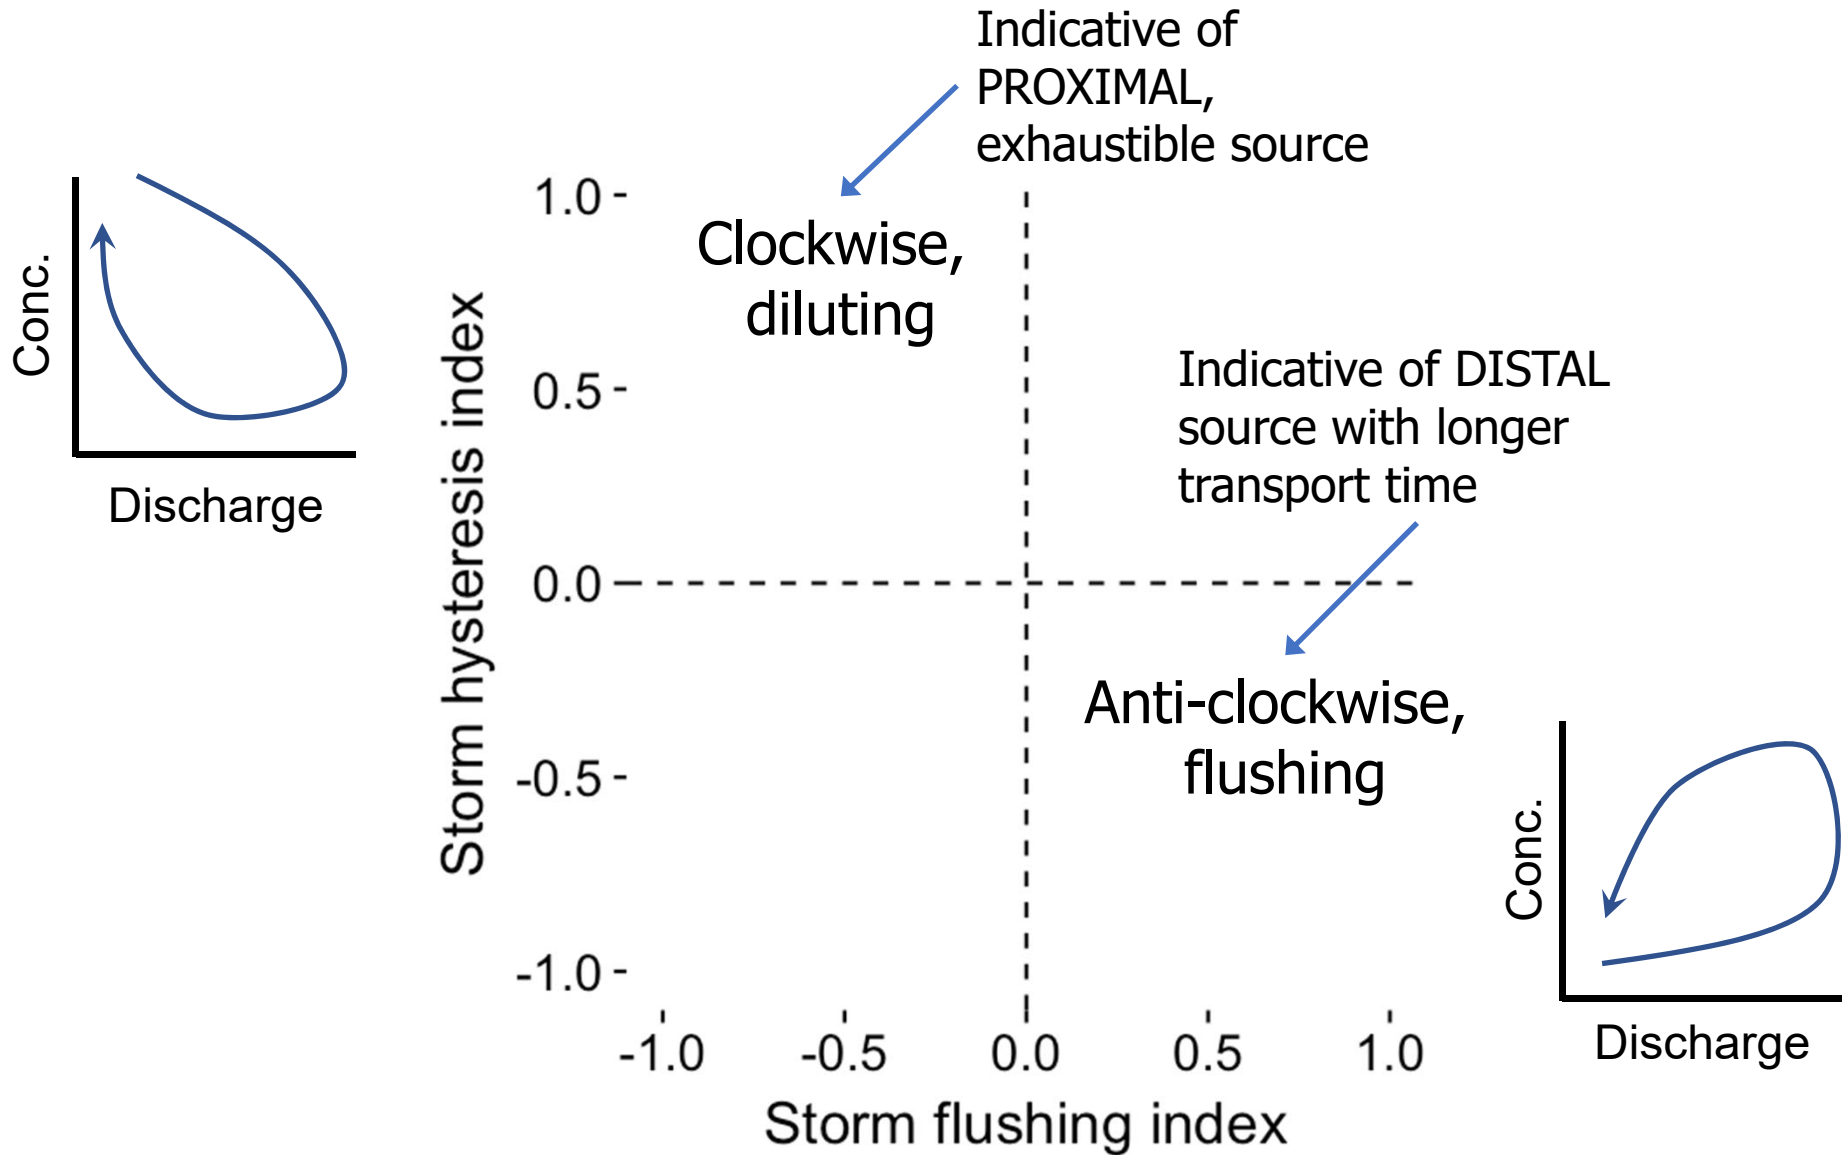 Indicative of
PROXIMAL,
exhaustible source
Conc.
Discharge
Storm hysteresis index
1.0
0.5
0.0
-0.5
-1.0
Clockwise,
diluting
Indicative of DISTAL
source with longer
transport time
Anti-clockwise,
flushing
Conc.
Discharge
-1.0 -0.5 0.0 0.5 1.0
Storm flushing index